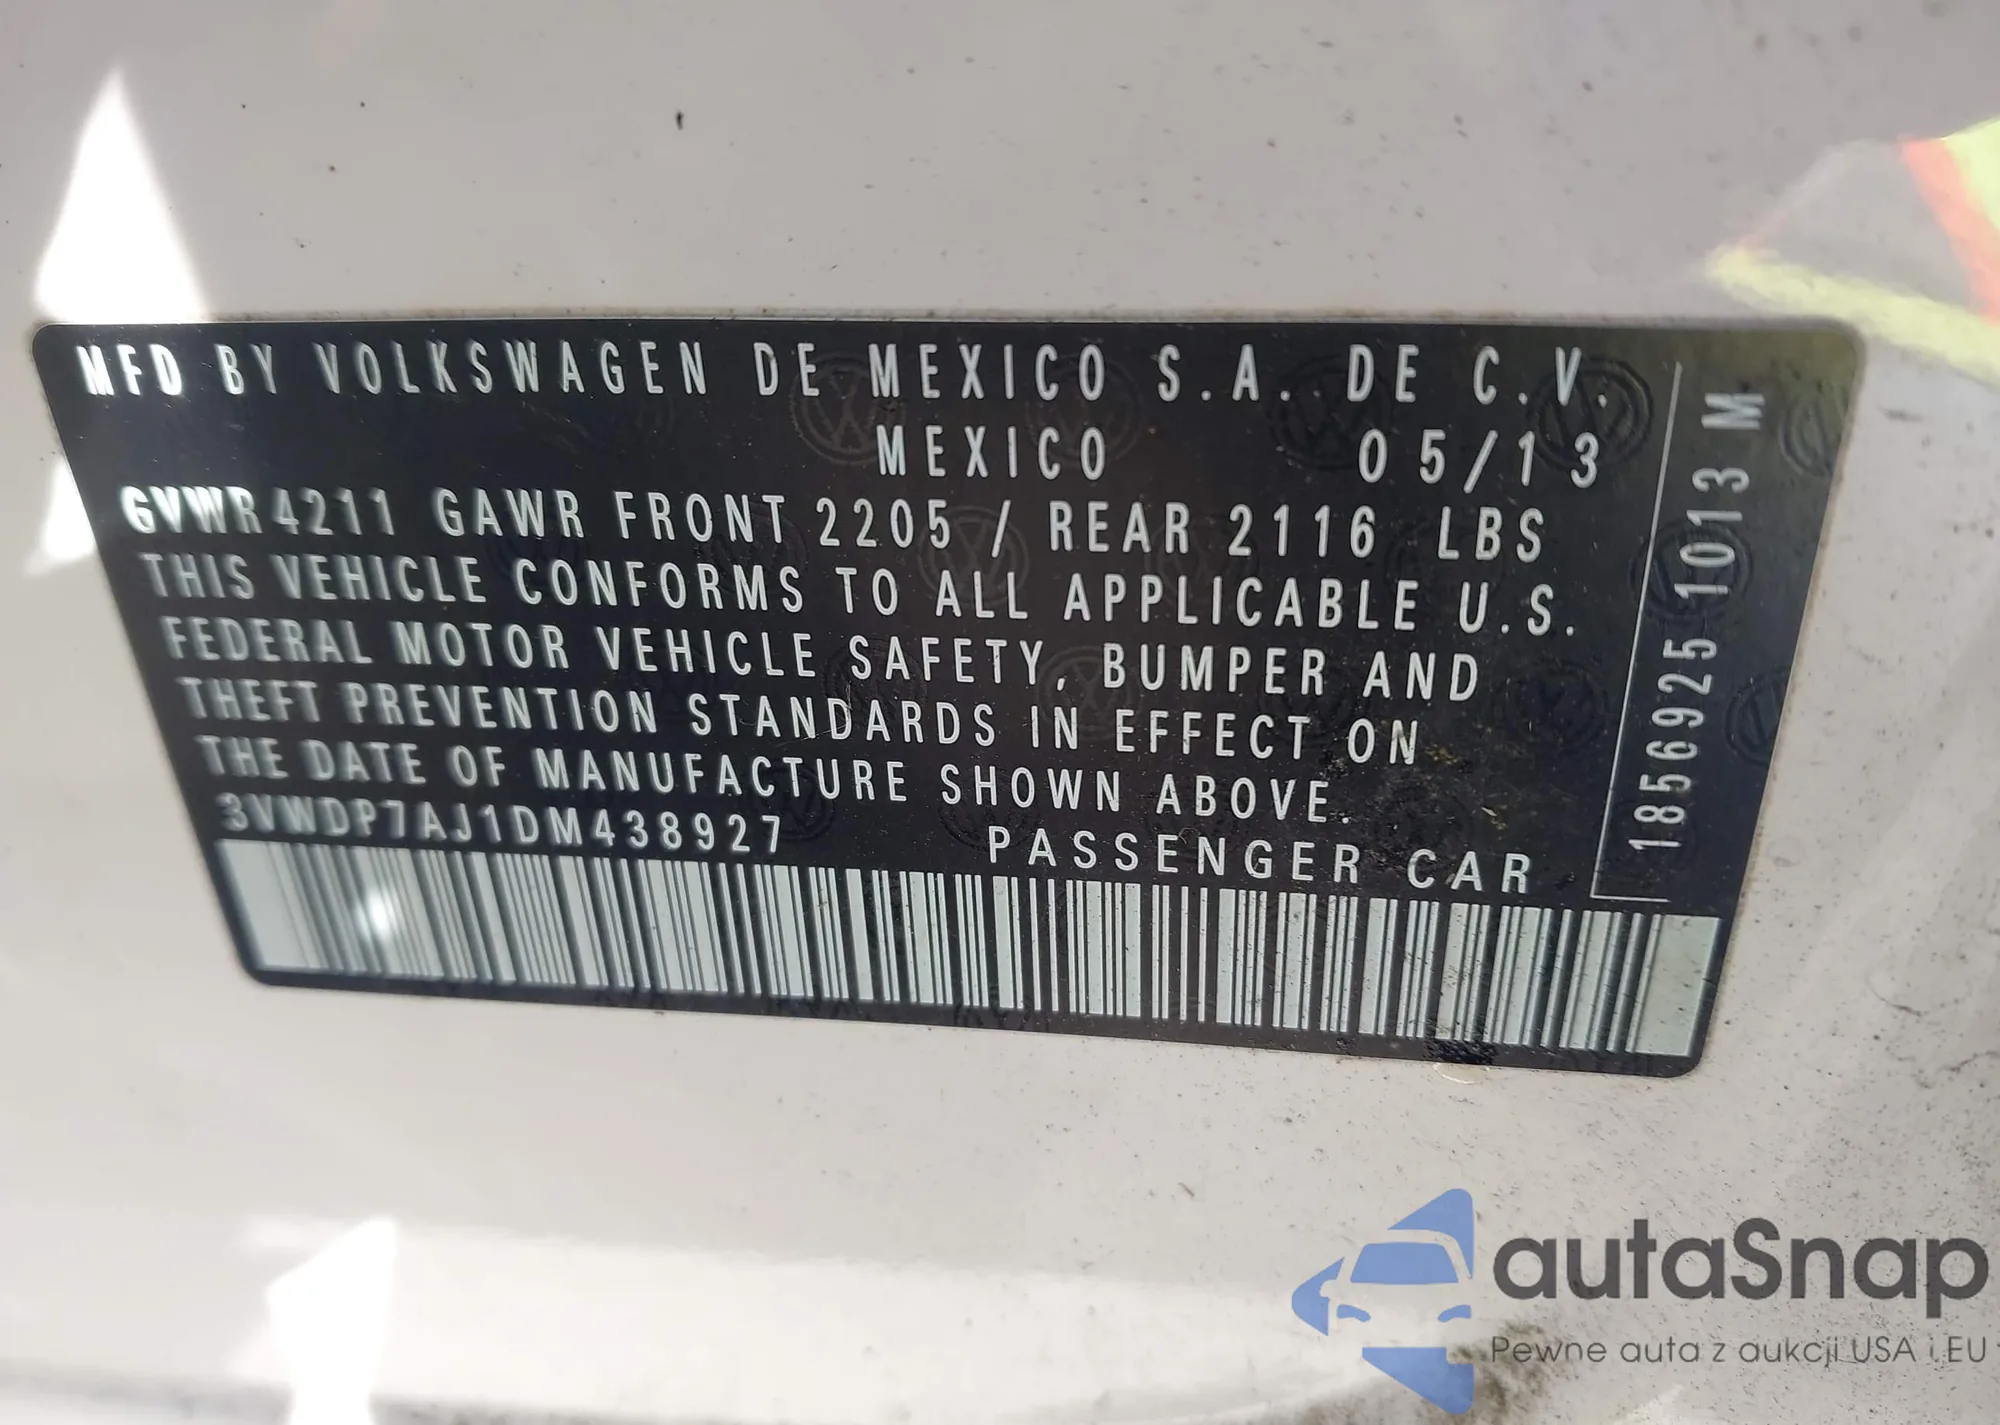 MFD BY VOLKSWAGEN DE MEXICO S.A. DE C.V.
MEXICO 05/13
GVWR 4211 GAWR FRONT 2205 / REAR 2116 LBS
THIS VEHICLE CONFORMS TO ALL APPLICABLE U.S.
FEDERAL MOTOR VEHICLE SAFETY, BUMPER AND
THEFT PREVENTION STANDARDS IN EFFECT ON
THE DATE OF MANUFACTURE SHOWN ABOVE.
3VWDP7AJ1DM438927 PASSENGER CAR
1856925 1013 M
autaSnap
Pewne auta z aukcji USA i EU